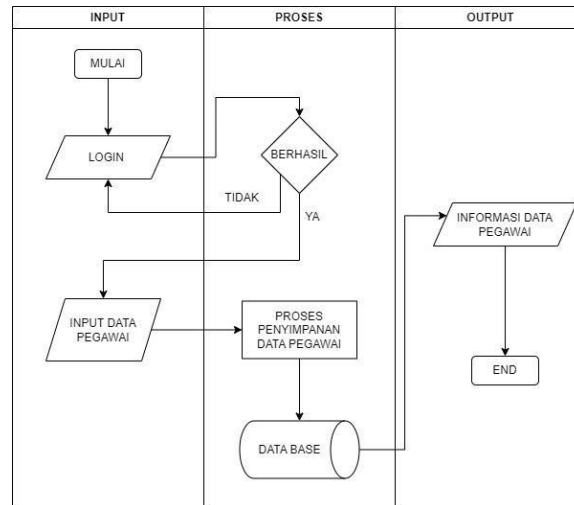 INPUT
PROSES
OUTPUT
MULAI
LOGIN
BERHASIL
TIDAK
YA
INPUT DATA
PEGAWAI
PROSES
PENYIMPANAN
DATA PEGAWAI
DATA BASE
INFORMASI DATA
PEGAWAI
END